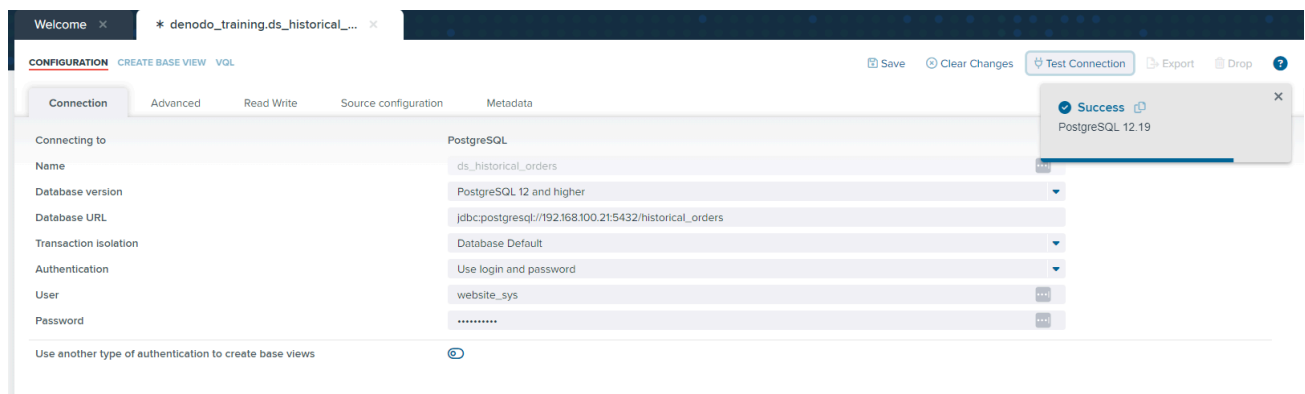 Welcome × * denodo_training.ds_historical_... ×
CONFIGURATION CREATE BASE VIEW VQL Save Clear Changes Test Connection Export Drop ?
Connection Advanced Read Write Source configuration Metadata
Success ×
PostgreSQL 12.19
Connecting to PostgreSQL
Name ds_historical_orders
Database version PostgreSQL 12 and higher
Database URL jdbc:postgresql://192.168.100.21:5432/historical_orders
Transaction isolation Database Default
Authentication Use login and password
User website_sys
Password ••••••••••
Use another type of authentication to create base views